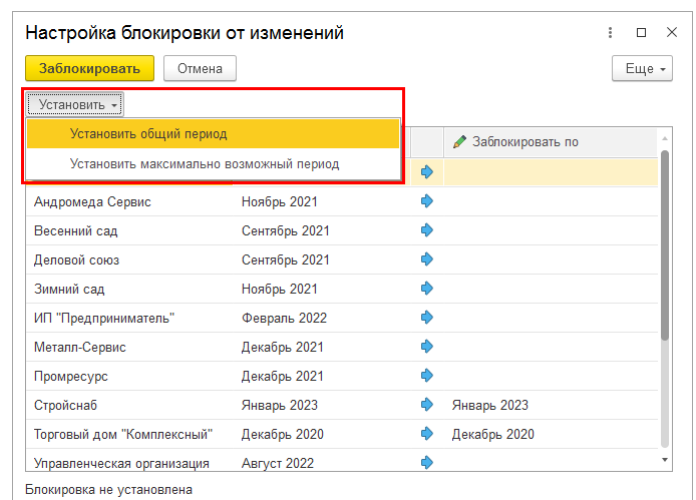 Настройка блокировки от изменений
Заблокировать Отмена Еще
Установить
Установить общий период
Заблокировать по
Установить максимально возможный период
Андромеда Сервис Ноябрь 2021
Весенний сад Сентябрь 2021
Деловой союз Сентябрь 2021
Зимний сад Ноябрь 2021
ИП "Предприниматель" Февраль 2022
Металл-Сервис Декабрь 2021
Промресурс Декабрь 2021
Стройснаб Январь 2023 Январь 2023
Торговый дом "Комплексный" Декабрь 2020 Декабрь 2020
Управленческая организация Август 2022
Блокировка не установлена